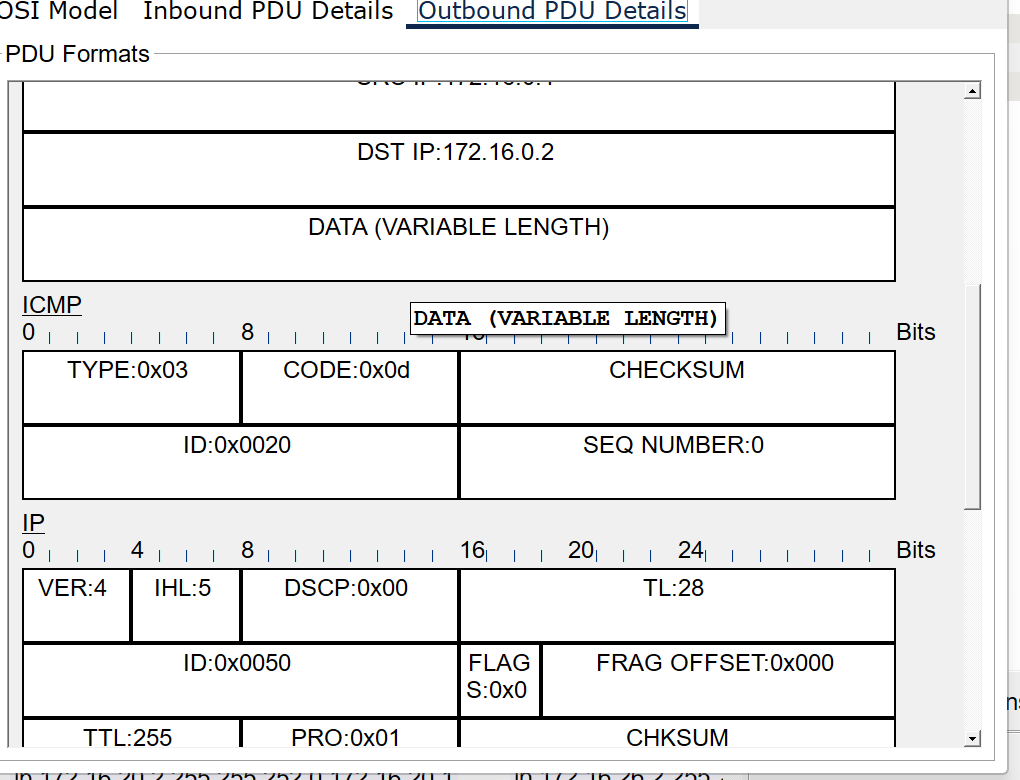 OSI Model Inbound PDU Details Outbound PDU Details
PDU Formats
DST IP:172.16.0.2
DATA (VARIABLE LENGTH)
ICMP
DATA (VARIABLE LENGTH)
0 8 Bits
TYPE:0x03 CODE:0x0d CHECKSUM
ID:0x0020 SEQ NUMBER:0
IP
0 4 8 16 20 24 Bits
VER:4 IHL:5 DSCP:0x00 TL:28
ID:0x0050 FLAG FRAG OFFSET:0x000
S:0x0
TTL:255 PRO:0x01 CHKSUM